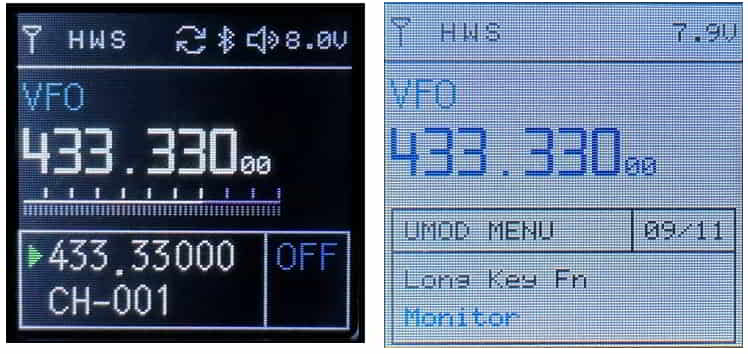 HWS 8.0V
VFO
433.33000
433.33000 OFF
CH-001
HWS 7.9V
VFO
433.33000
UMOD MENU 09/11
Long Key Fn
Monitor